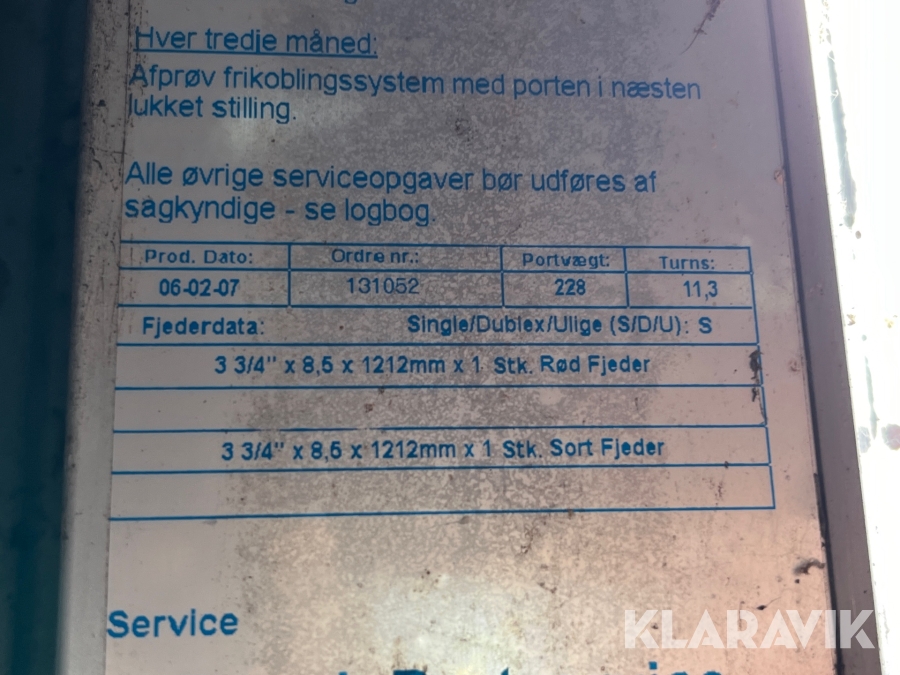 Hver tredje måned:
Afprøv frikoblingssystem med porten i næsten
lukket stilling.
Alle øvrige serviceopgaver bør udføres af
sagkyndige - se logbog.
Prod. Dato: Ordre nr.: Portvægt: Turns:
06-02-07 131052 228 11,3
Fjederdata: Single/Dublex/Ulige (S/D/U): S
3 3/4" x 8,5 x 1212mm x 1 Stk. Rød Fjeder
3 3/4" x 8,5 x 1212mm x 1 Stk. Sort Fjeder
Service
KLARAVIK